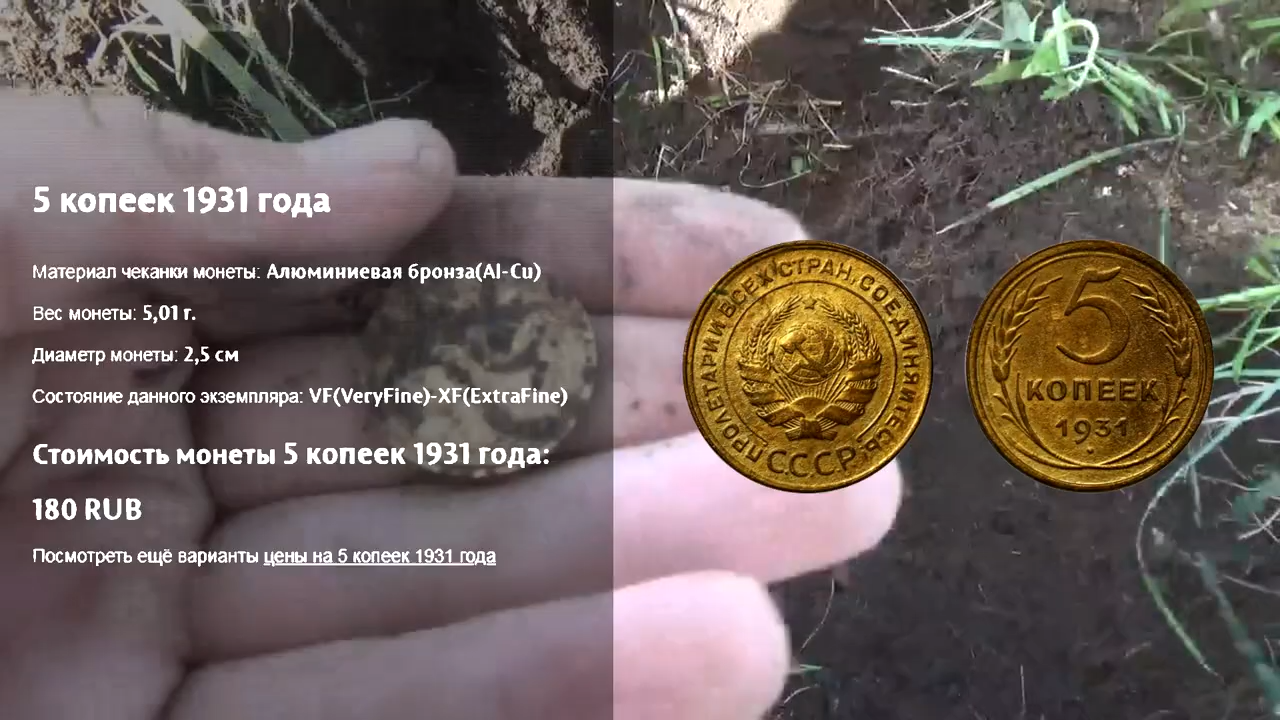 5 копеек 1931 года
Материал чеканки монеты: Алюминиевая бронза(Al-Cu)
Вес монеты: 5,01 г.
Диаметр монеты: 2,5 см
Состояние данного экземпляра: VF(VeryFine)-XF(ExtraFine)
Стоимость монеты 5 копеек 1931 года:
180 RUB
Посмотреть ещё варианты цены на 5 копеек 1931 года
ПРОЛЕТАРИИ ВСЕХ СТРАН, СОЕДИНЯЙТЕСЬ!
С.С.С.Р.
5
КОПЕЕК
1931